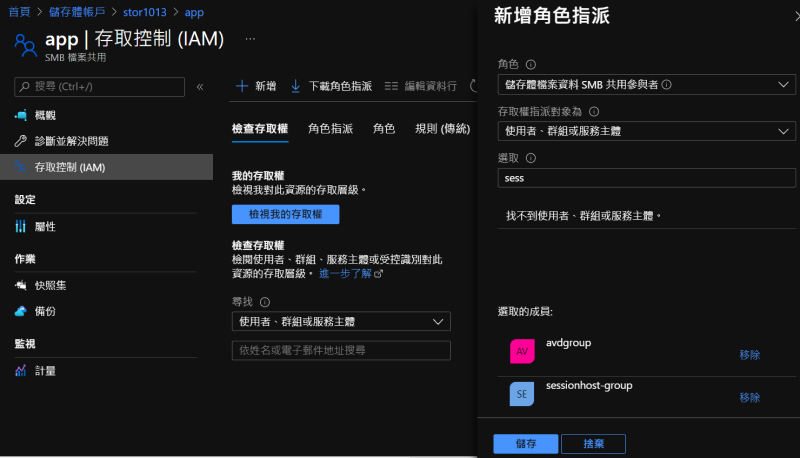 首頁 > 儲存體帳戶 > stor1013 > app
app | 存取控制 (IAM) ...
SMB 檔案共用
搜尋 (Ctrl+/)
«
概觀
診斷並解決問題
存取控制 (IAM)
設定
屬性
作業
快照集
備份
監視
計量
新增
下載角色指派
編輯資料行
檢查存取權
角色指派
角色
規則 (傳統)
我的存取權
檢視我對此資源的存取層級。
檢視我的存取權
檢查存取權
檢閱使用者、群組、服務主體或受控識別對此
資源的存取層級。 進一步了解
尋找
使用者、群組或服務主體
依姓名或電子郵件地址搜尋
新增角色指派
角色
儲存體檔案資料 SMB 共用參與者
存取權指派對象為
使用者、群組或服務主體
選取
sess
找不到使用者、群組或服務主體。
選取的成員:
AV
avdgroup
移除
SE
sessionhost-group
移除
儲存
捨棄